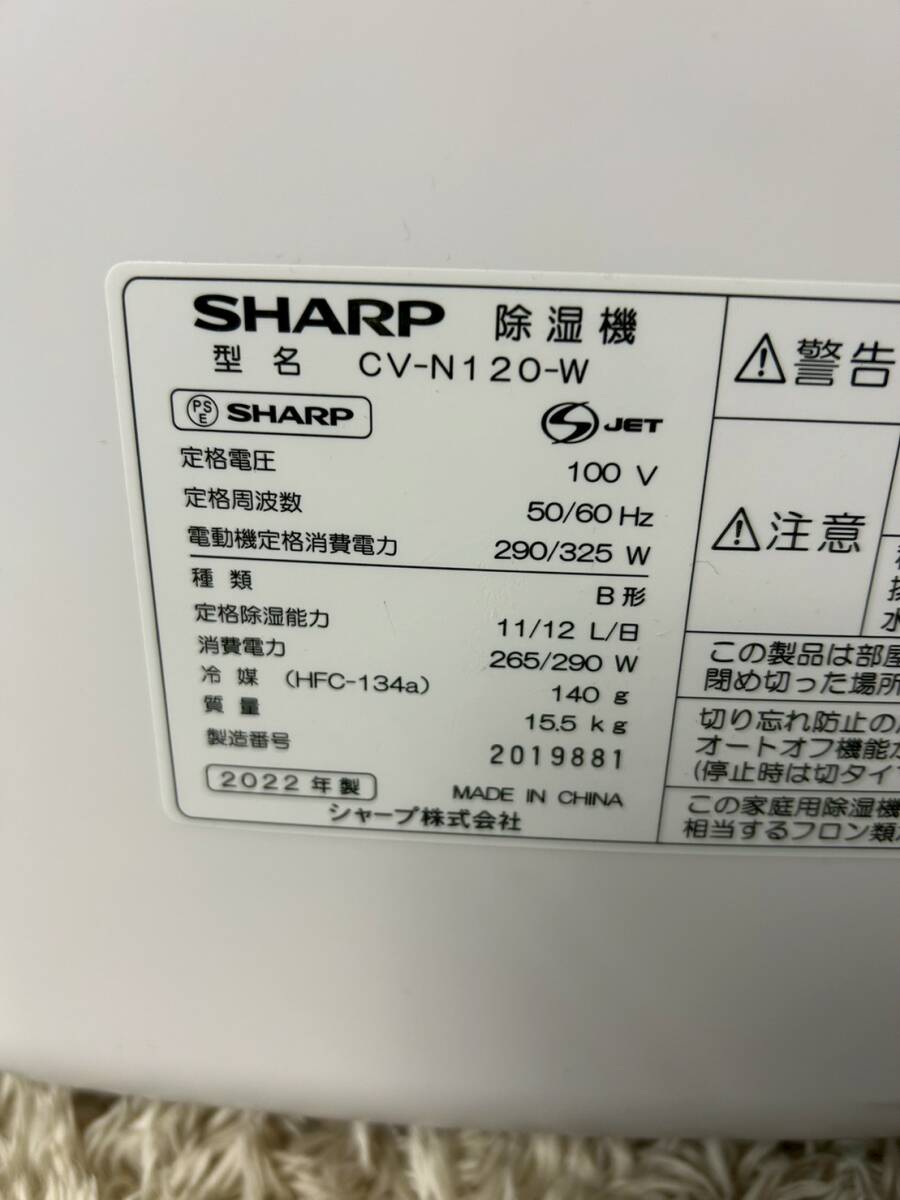 SHARP 除湿機
型名 CV-N120-W
PSE SHARP
S JET
定格電圧 100 V
定格周波数 50/60 Hz
電動機定格消費電力 290/325 W
種類 B形
定格除湿能力 11/12 L/日
消費電力 265/290 W
冷媒 (HFC-134a) 140 g
質量 15.5 kg
製造番号 2019881
2022年製 MADE IN CHINA
シャープ株式会社
警告
注意
水
この製品は部屋
閉め切った場所
切り忘れ防止の
オートオフ機能
(停止時は切タイ
この家庭用除湿機
相当するフロン類